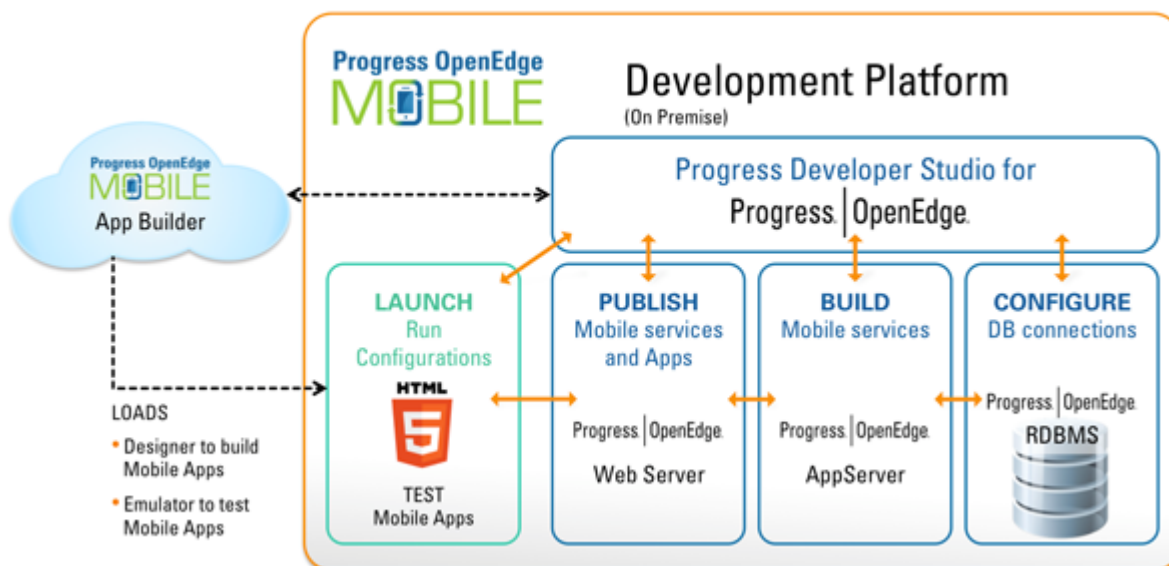 Progress OpenEdge
MOBILE
Development Platform
(On Premise)
Progress OpenEdge
MOBILE
App Builder
Progress Developer Studio for
Progress. OpenEdge.
LAUNCH
Run
Configurations
HTML
5
TEST
Mobile Apps
PUBLISH
Mobile services
and Apps
Progress. OpenEdge.
Web Server
BUILD
Mobile services
Progress. OpenEdge.
AppServer
CONFIGURE
DB connections
Progress. OpenEdge.
RDBMS
LOADS
• Designer to build
Mobile Apps
• Emulator to test
Mobile Apps